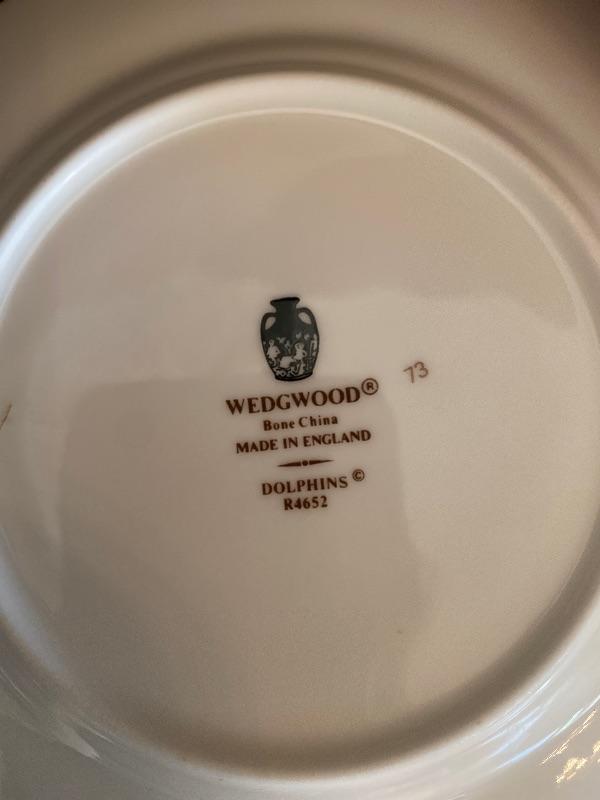 WEDGWOOD®
Bone China
MADE IN ENGLAND
DOLPHINS ©
R4652
73